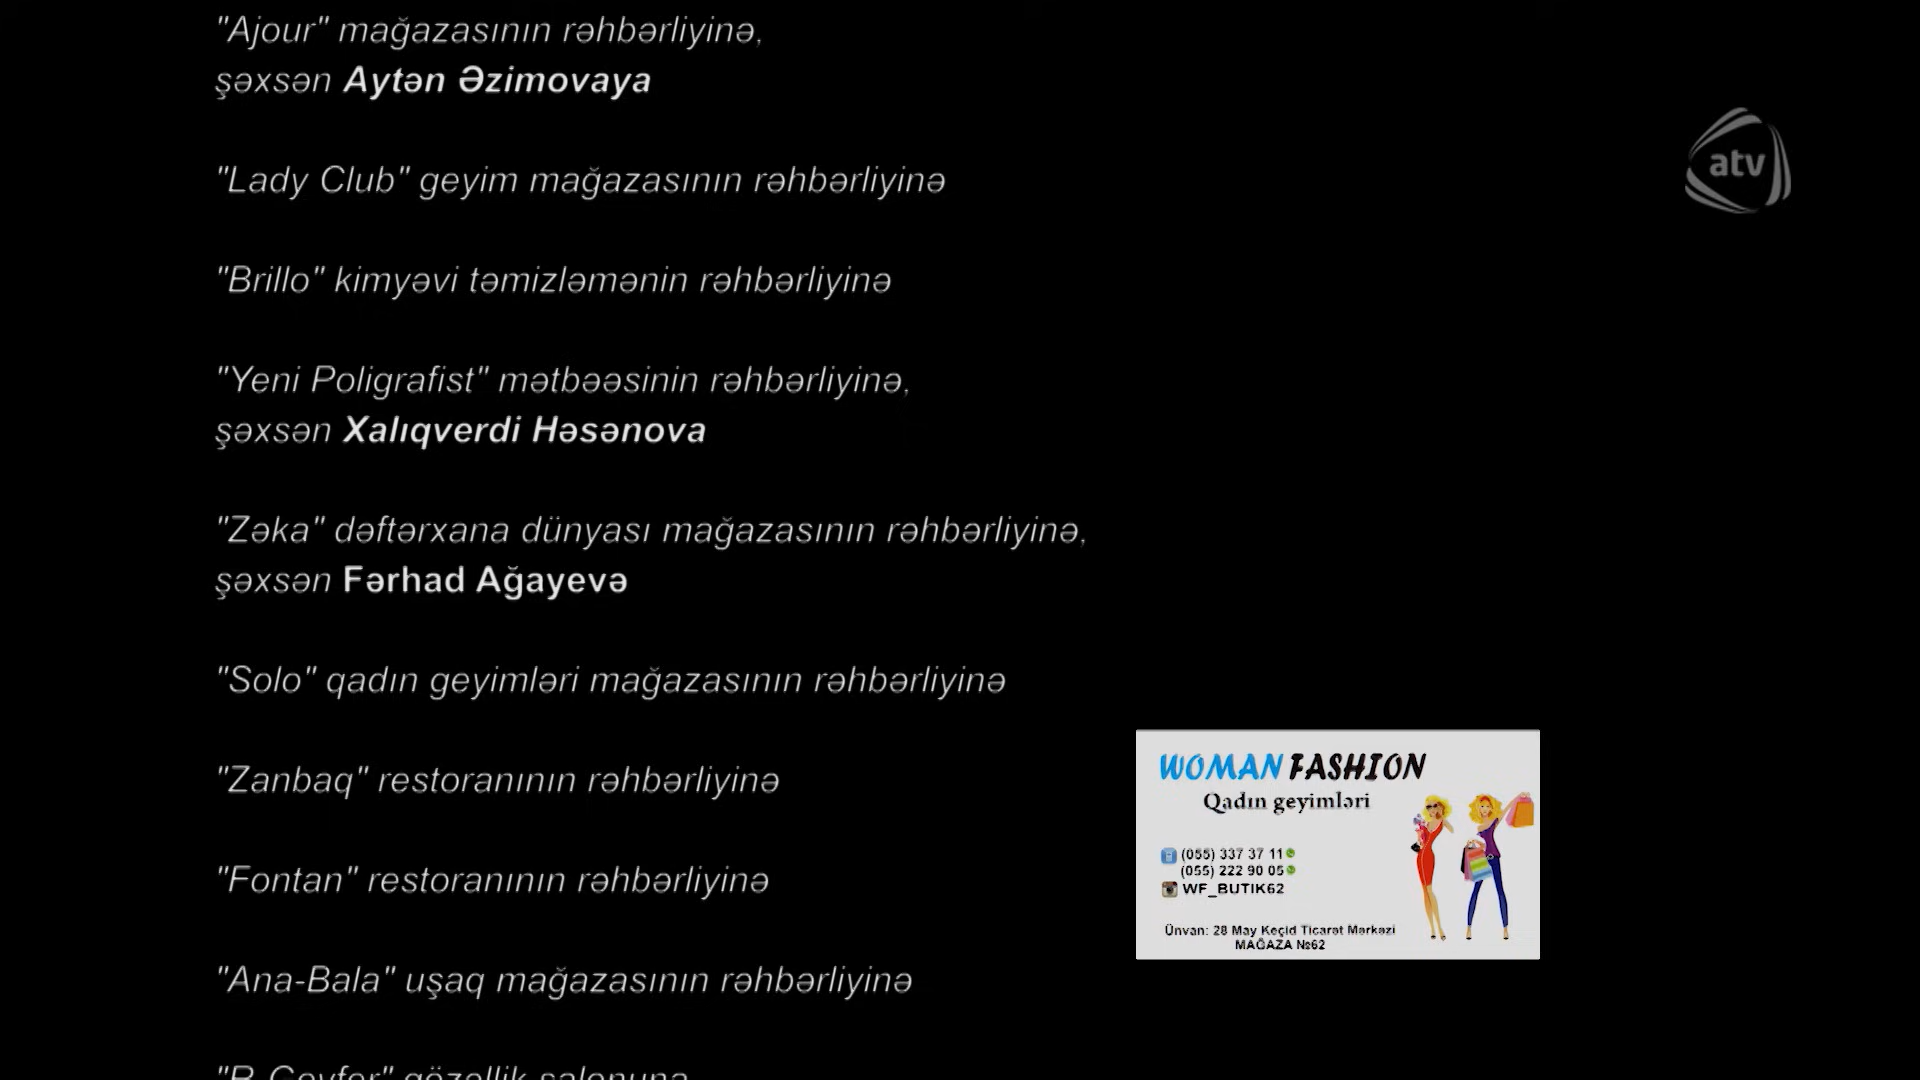 "Ajour" mağazasının rəhbərliyinə,
şəxsən Aytən Əzimovaya
"Lady Club" geyim mağazasının rəhbərliyinə
"Brillo" kimyəvi təmizləmənin rəhbərliyinə
"Yeni Poligrafist" mətbəəsinin rəhbərliyinə,
şəxsən Xalıqverdi Həsənova
"Zəka" dəftərxana dünyası mağazasının rəhbərliyinə,
şəxsən Fərhad Ağayevə
"Solo" qadın geyimləri mağazasının rəhbərliyinə
"Zanbaq" restoranının rəhbərliyinə
"Fontan" restoranının rəhbərliyinə
"Ana-Bala" uşaq mağazasının rəhbərliyinə
gözəllik salonuna
atv
WOMAN FASHION
Qadın geyimləri
(055) 337 37 11
(055) 222 90 05
WF_BUTIK62
Ünvan: 28 May Keçid Ticarət Mərkəzi
MAĞAZA №62